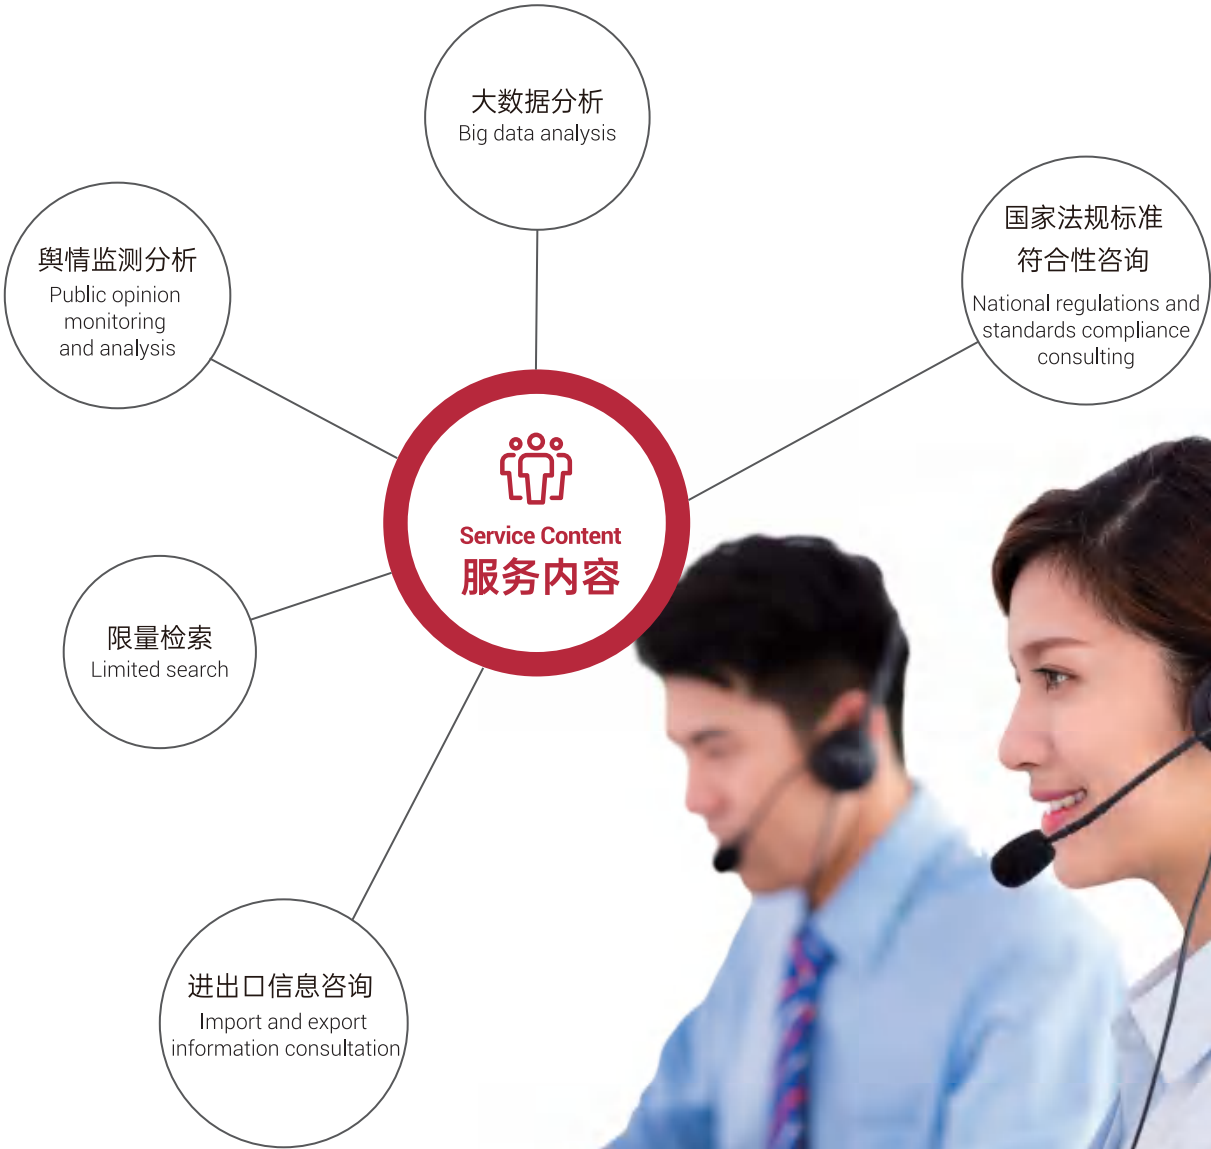 大数据分析
Big data analysis
国家法规标准
符合性咨询
National regulations and
standards compliance
consulting
舆情监测分析
Public opinion
monitoring
and analysis
Service Content
服务内容
限量检索
Limited search
进出口信息咨询
Import and export
information consultation